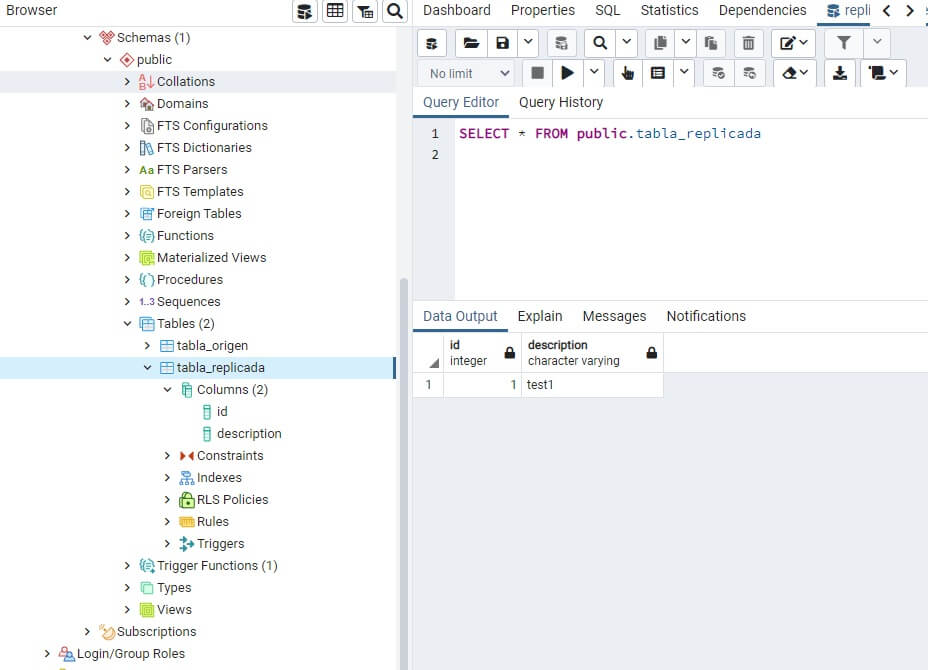 Browser
Schemas (1)
public
Collations
Domains
FTS Configurations
FTS Dictionaries
Aa FTS Parsers
FTS Templates
Foreign Tables
Functions
Materialized Views
Procedures
1..3 Sequences
Tables (2)
tabla_origen
tabla_replicada
Columns (2)
id
description
Constraints
Indexes
RLS Policies
Rules
Triggers
Trigger Functions (1)
Types
Views
Subscriptions
Login/Group Roles
Dashboard Properties SQL Statistics Dependencies repli
No limit
Query Editor Query History
1 SELECT * FROM public.tabla_replicada
2
Data Output Explain Messages Notifications
id description
integer character varying
1 1 test1